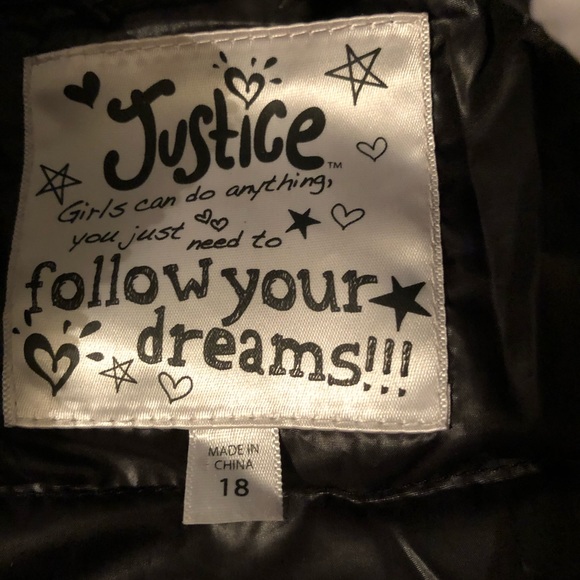 Justice™
Girls can do anything,
you just need to
follow your
dreams!!!
MADE IN
CHINA
18